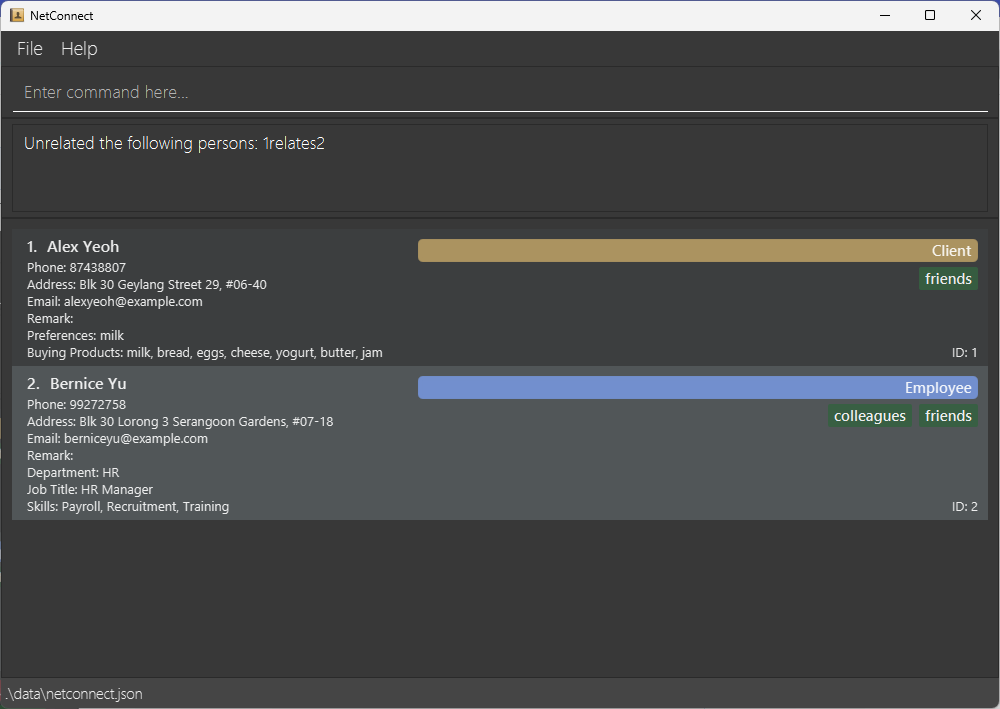 NetConnect
File Help
Enter command here...
Unrelated the following persons: 1relates2
1. Alex Yeoh
Client
Phone: 87438807
friends
Address: Blk 30 Geylang Street 29, #06-40
Email: alexyeoh@example.com
Remark:
Preferences: milk
Buying Products: milk, bread, eggs, cheese, yogurt, butter, jam
ID: 1
2. Bernice Yu
Employee
Phone: 99272758
colleagues friends
Address: Blk 30 Lorong 3 Serangoon Gardens, #07-18
Email: berniceyu@example.com
Remark:
Department: HR
Job Title: HR Manager
Skills: Payroll, Recruitment, Training
ID: 2
.\data\netconnect.json